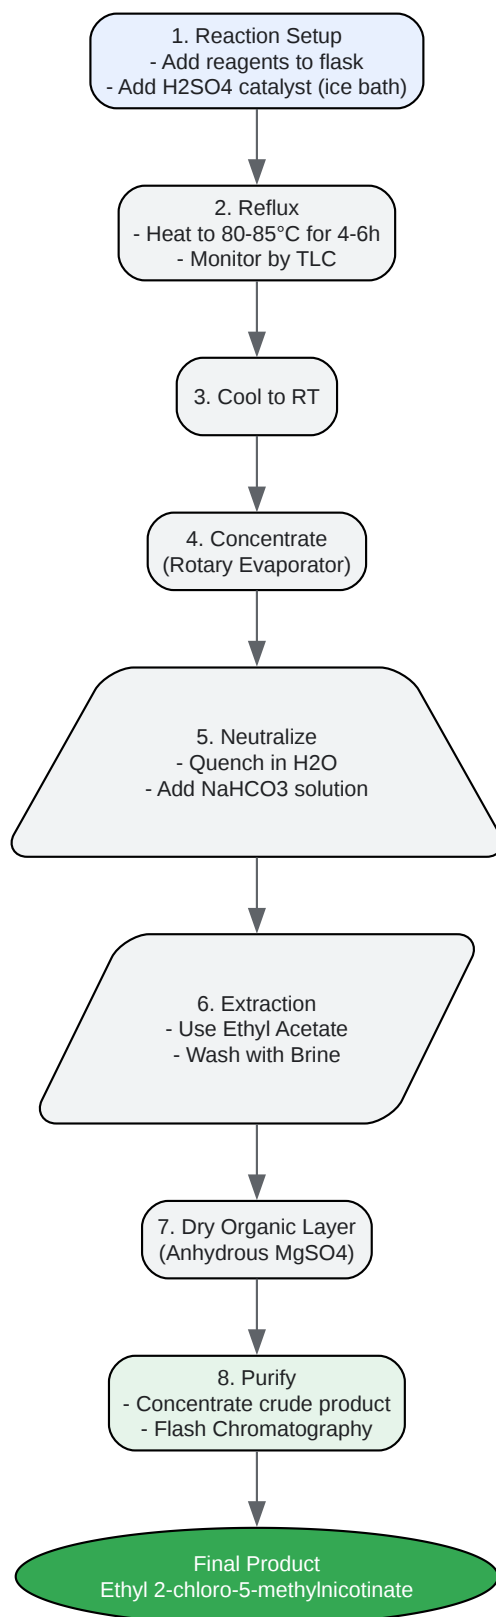 1. Reaction Setup
- Add reagents to flask
- Add H2SO4 catalyst (ice bath)
2. Reflux
- Heat to 80-85°C for 4-6h
- Monitor by TLC
3. Cool to RT
4. Concentrate
(Rotary Evaporator)
5. Neutralize
- Quench in H2O
- Add NaHCO3 solution
6. Extraction
- Use Ethyl Acetate
- Wash with Brine
7. Dry Organic Layer
(Anhydrous MgSO4)
8. Purify
- Concentrate crude product
- Flash Chromatography
Final Product
Ethyl 2-chloro-5-methylnicotinate